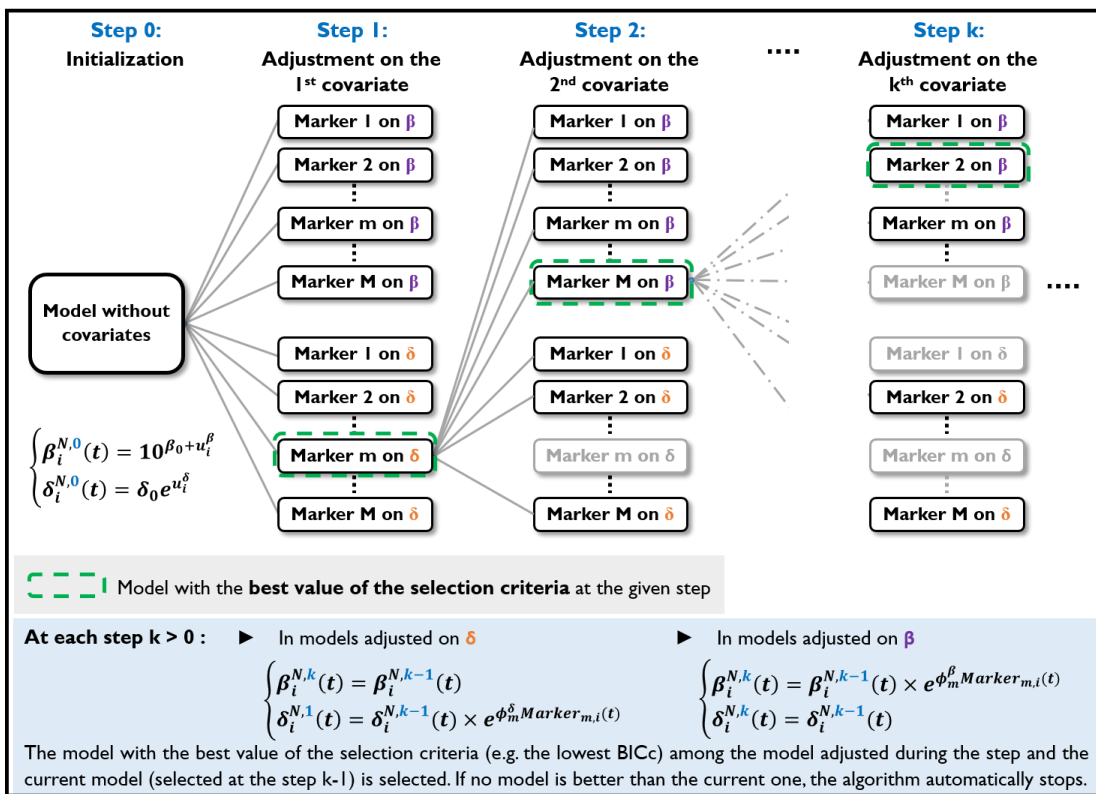 Step 0:
Initialization
Step 1:
Adjustment on the
1st covariate
Step 2:
Adjustment on the
2nd covariate
....
Step k:
Adjustment on the
kth covariate
Model without
covariates
Marker 1 on β
Marker 2 on β
Marker m on β
Marker M on β
Marker 1 on δ
Marker 2 on δ
Marker m on δ
Marker M on δ
Marker 1 on β
Marker 2 on β
Marker m on β
Marker M on β
Marker 1 on δ
Marker 2 on δ
Marker m on δ
Marker M on δ
Marker 1 on β
Marker 2 on β
Marker m on β
Marker M on β
....
Marker 1 on δ
Marker 2 on δ
Marker m on δ
Marker M on δ
β_i^{N,0}(t) = 10^{β_0+u_i^β}
δ_i^{N,0}(t) = δ_0 e^{u_i^δ}
Model with the best value of the selection criteria at the given step
At each step k > 0 :
► In models adjusted on δ
β_i^{N,k}(t) = β_i^{N,k-1}(t)
δ_i^{N,1}(t) = δ_i^{N,k-1}(t) × e^{ϕ_m^δ Marker_{m,i}(t)}
► In models adjusted on β
β_i^{N,k}(t) = β_i^{N,k-1}(t) × e^{ϕ_m^β Marker_{m,i}(t)}
δ_i^{N,k}(t) = δ_i^{N,k-1}(t)
The model with the best value of the selection criteria (e.g. the lowest BICc) among the model adjusted during the step and the
current model (selected at the step k-1) is selected. If no model is better than the current one, the algorithm automatically stops.